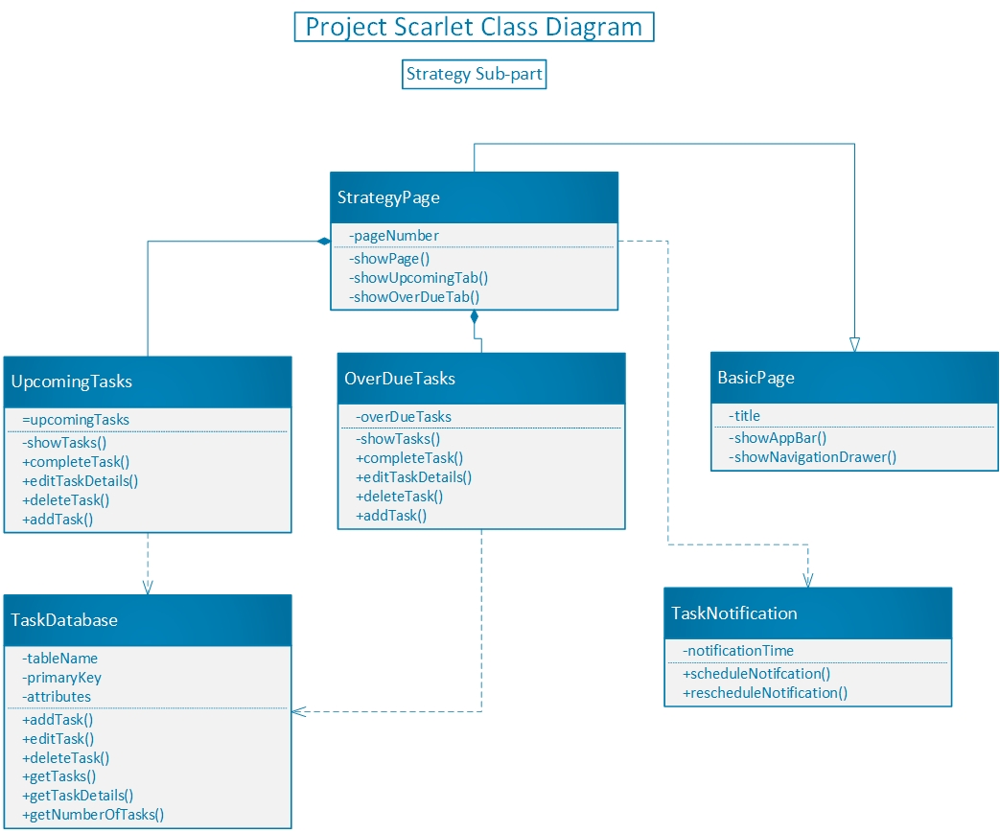 Project Scarlet Class Diagram
Strategy Sub-part
StrategyPage
-pageNumber
-showPage()
-showUpcomingTab()
-showOverDueTab()
UpcomingTasks
=upcomingTasks
-showTasks()
+completeTask()
+editTaskDetails()
-deleteTask()
+addTask()
OverDueTasks
-overDueTasks
-showTasks()
+completeTask()
+editTaskDetails()
+deleteTask()
+addTask()
BasicPage
-title
-showAppBar()
-showNavigationDrawer()
TaskDatabase
-tableName
-primaryKey
-attributes
+addTask()
+editTask()
+deleteTask()
+getTasks()
+getTaskDetails()
+getNumberOfTasks()
TaskNotification
-notificationTime
+scheduleNotifcation()
+rescheduleNotification()